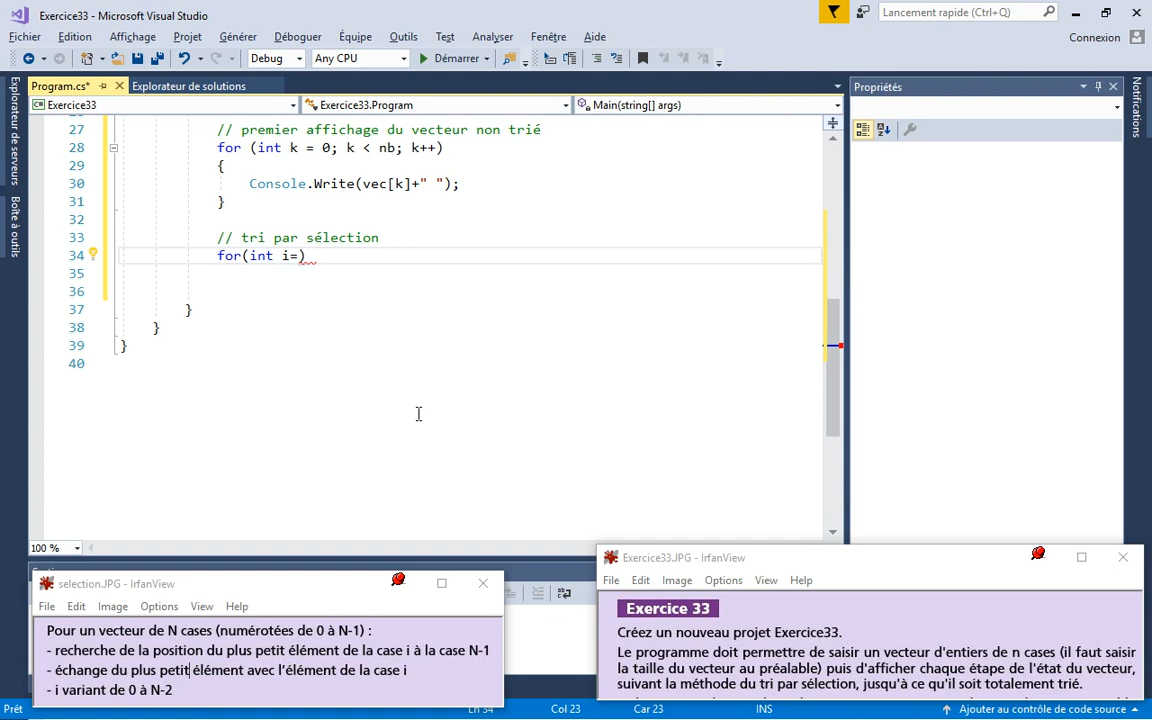 Exercice33 - Microsoft Visual Studio
Lancement rapide (Ctrl+Q)
Fichier Edition Affichage Projet Générer Déboguer Équipe Outils Test Analyser Fenêtre Aide
Connexion
Debug Any CPU Démarrer
Program.cs* Explorateur de solutions
Propriétés
Exercice33 Exercice33.Program Main(string[] args)
Explorateur de serveurs
Boîte à outils
Notifications
27 // premier affichage du vecteur non trié
28 for (int k = 0; k < nb; k++)
29 {
30 Console.Write(vec[k]+" ");
31 }
32
33 // tri par sélection
34 for(int i=)
35
36
37 }
38 }
39 }
40
100 %
selection.JPG - IrfanView
File Edit Image Options View Help
Pour un vecteur de N cases (numérotées de 0 à N-1) :
- recherche de la position du plus petit élément de la case i à la case N-1
- échange du plus petit élément avec l'élément de la case i
- i variant de 0 à N-2
Exercice33.JPG - IrfanView
File Edit Image Options View Help
Exercice 33
Créez un nouveau projet Exercice33.
Le programme doit permettre de saisir un vecteur d'entiers de n cases (il faut saisir
la taille du vecteur au préalable) puis d'afficher chaque étape de l'état du vecteur,
suivant la méthode du tri par sélection, jusqu'à ce qu'il soit totalement trié.
Prêt Ln 34 Col 23 Car 23 INS Ajouter au contrôle de code source